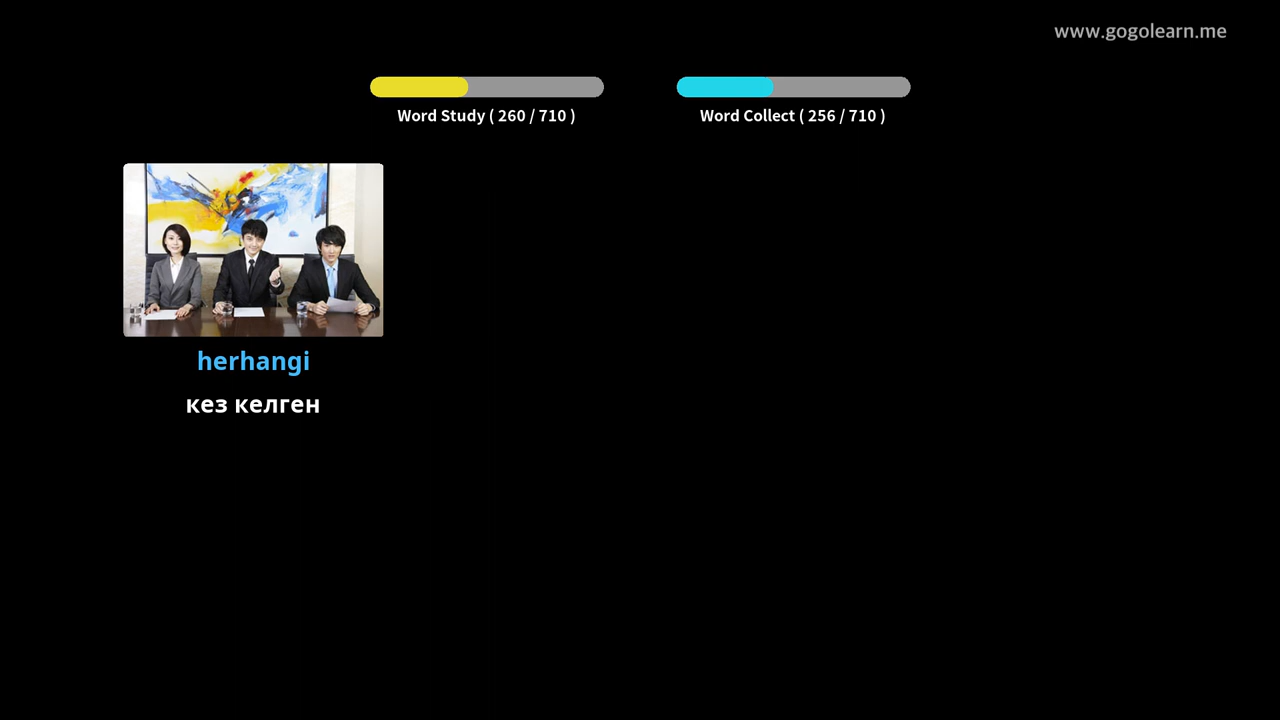 www.gogolearn.me
Word Study ( 260 / 710 )
Word Collect ( 256 / 710 )
herhangi
кез келген